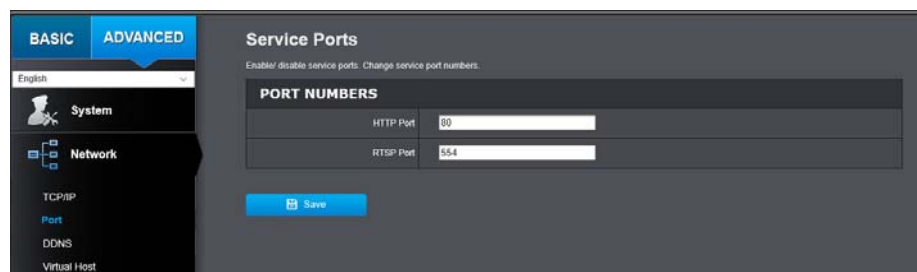 BASIC ADVANCED
English
System
Network
TCP/IP
Port
DDNS
Virtual Host
Service Ports
Enable/ disable service ports. Change service port numbers.
PORT NUMBERS
HTTP Port 80
RTSP Port 554
Save